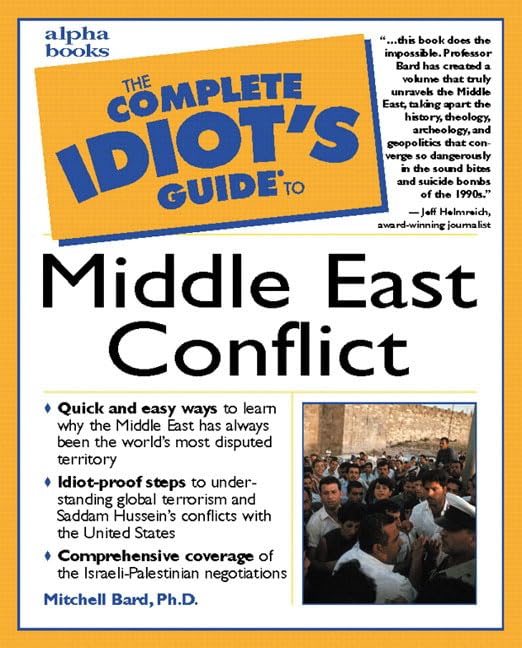 alpha
books
THE
COMPLETE
IDIOT'S
GUIDE® TO
“...this book does the
impossible. Professor
Bard has created a
volume that truly
unravels the Middle
East, taking apart the
history, theology,
archeology, and
geopolitics that con-
verge so dangerously
in the sound bites
and suicide bombs
of the 1990s.”
— Jeff Helmreich,
award-winning journalist
Middle East
Conflict
♦ Quick and easy ways to learn
why the Middle East has always
been the world's most disputed
territory
♦ Idiot-proof steps to under-
standing global terrorism and
Saddam Hussein's conflicts with
the United States
♦ Comprehensive coverage of
the Israeli-Palestinian negotiations
Mitchell Bard, Ph.D.